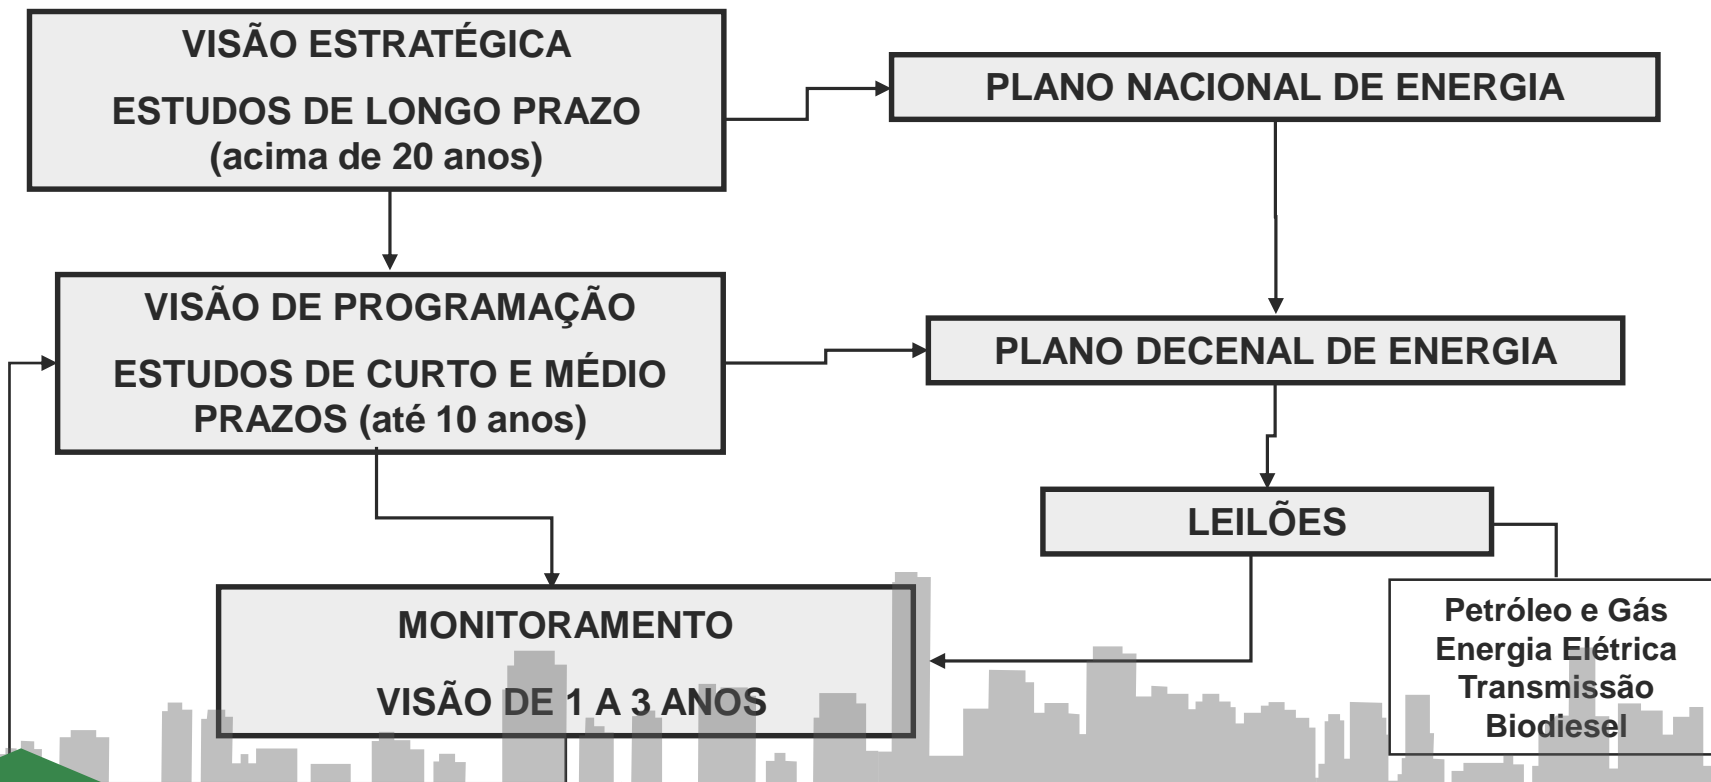 VISÃO ESTRATÉGICA
ESTUDOS DE LONGO PRAZO
(acima de 20 anos)
PLANO NACIONAL DE ENERGIA
VISÃO DE PROGRAMAÇÃO
ESTUDOS DE CURTO E MÉDIO
PRAZOS (até 10 anos)
PLANO DECENAL DE ENERGIA
LEILÕES
MONITORAMENTO
VISÃO DE 1 A 3 ANOS
Petróleo e Gás
Energia Elétrica
Transmissão
Biodiesel